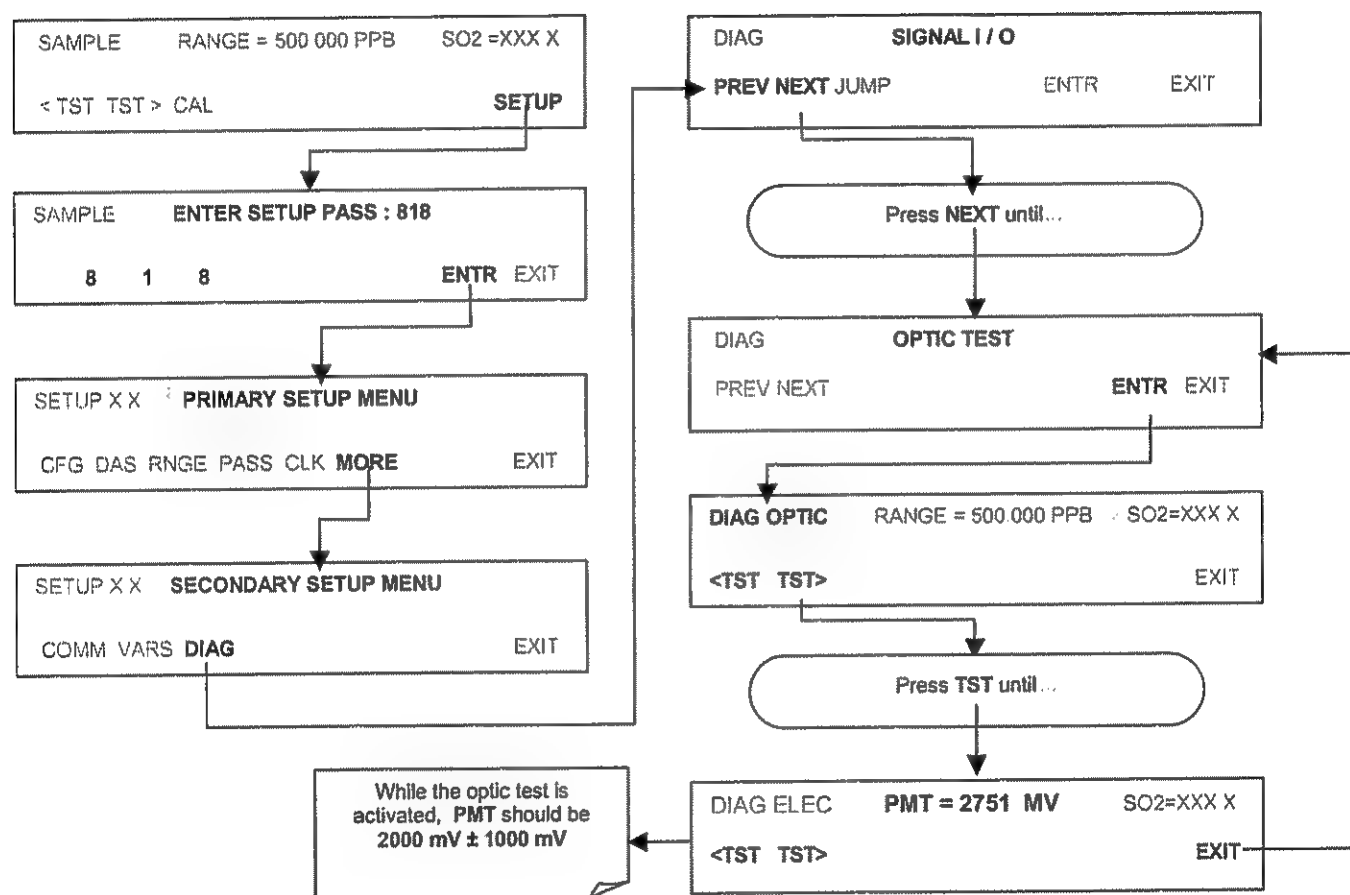 SAMPLE RANGE = 500 000 PPB SO2 =XXX X
< TST TST > CAL SETUP
SAMPLE ENTER SETUP PASS : 818
8 1 8 ENTR EXIT
SETUP X X PRIMARY SETUP MENU
CFG DAS RNGE PASS CLK MORE EXIT
SETUP X X SECONDARY SETUP MENU
COMM VARS DIAG EXIT
DIAG SIGNAL I / O
PREV NEXT JUMP ENTR EXIT
Press NEXT until...
DIAG OPTIC TEST
PREV NEXT ENTR EXIT
DIAG OPTIC RANGE = 500.000 PPB SO2=XXX X
<TST TST> EXIT
Press TST until...
DIAG ELEC PMT = 2751 MV SO2=XXX X
<TST TST> EXIT
While the optic test is
activated, PMT should be
2000 mV ± 1000 mV